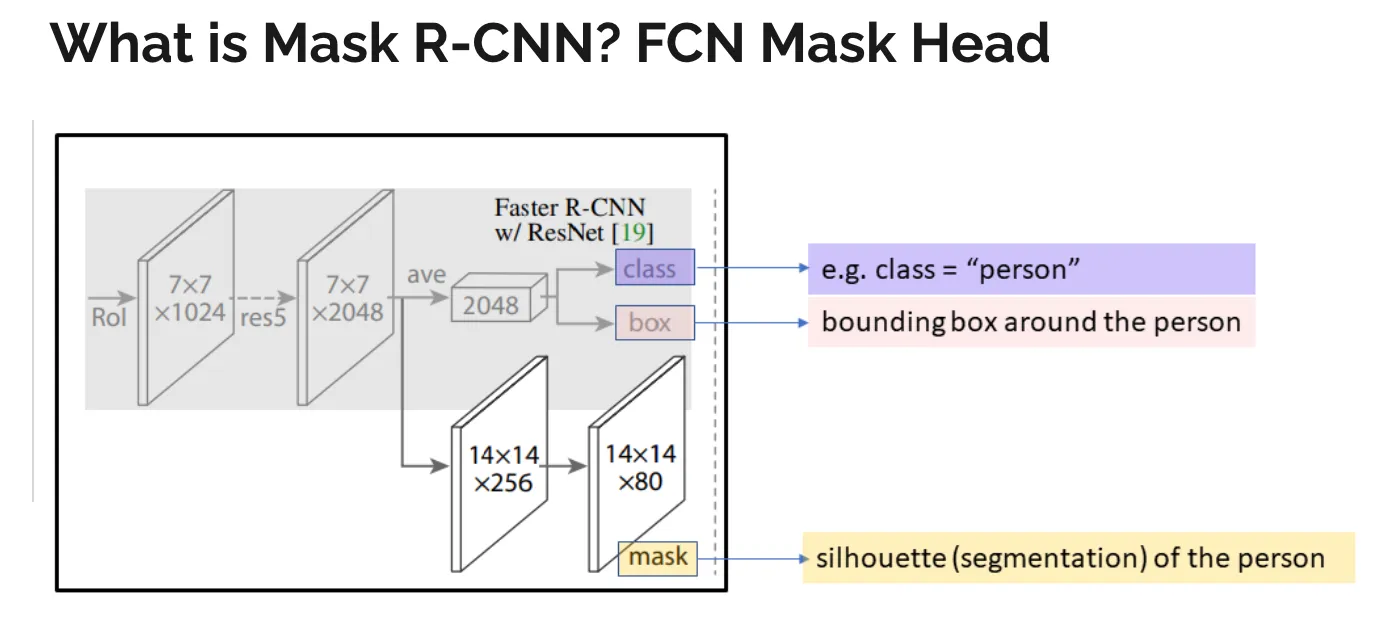 What is Mask R-CNN? FCN Mask Head
Faster R-CNN
w/ ResNet [19]
RoI
7×7
×1024
res5
7×7
×2048
ave
2048
class
box
14×14
×256
14×14
×80
mask
e.g. class = “person”
bounding box around the person
silhouette (segmentation) of the person